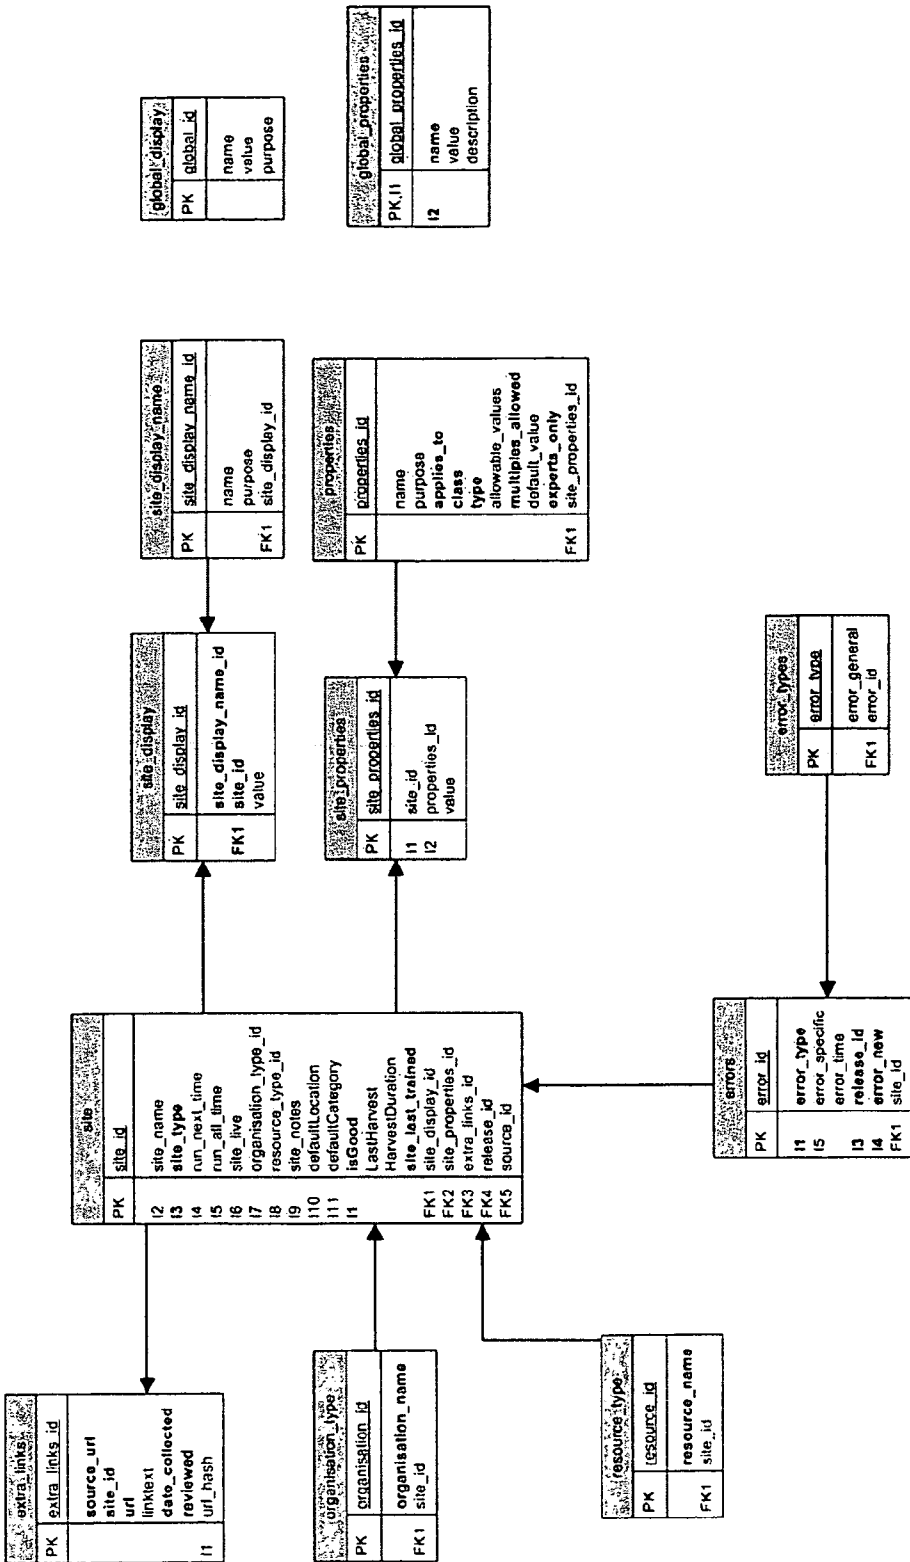 extra_links
PK extra_links_id
source_url
site_id
url
linktext
date_collected
reviewed
I1 url_hash
site
PK site_id
I2 site_name
I3 site_type
I4 run_next_time
I5 run_all_time
I6 site_live
I7 organisation_type_id
I8 resource_type_id
I9 site_notes
I10 defaultLocation
I11 defaultCategory
I1 isGood
LastHarvest
HarvestDuration
site_last_trained
FK1 site_display_id
FK2 site_properties_id
FK3 extra_links_id
FK4 release_id
FK5 source_id
site_display
PK site_display_id
site_display_name_id
FK1 site_id
value
site_display_name
PK site_display_name_id
name
purpose
FK1 site_display_id
global_display
PK global_id
name
value
purpose
organisation_type
PK organisation_id
organisation_name
FK1 site_id
site_properties
PK site_properties_id
I1 site_id
I2 properties_id
value
properties
PK properties_id
name
purpose
applies_to
class
type
allowable_values
multiples_allowed
default_value
experts_only
FK1 site_properties_id
global_properties
PK,I1 global_properties_id
I2 name
value
description
resource_type
PK resource_id
resource_name
FK1 site_id
errors
PK error_id
I1 error_type
I5 error_specific
error_time
I3 release_id
I4 error_new
FK1 site_id
error_types
PK error_type
error_general
FK1 error_id